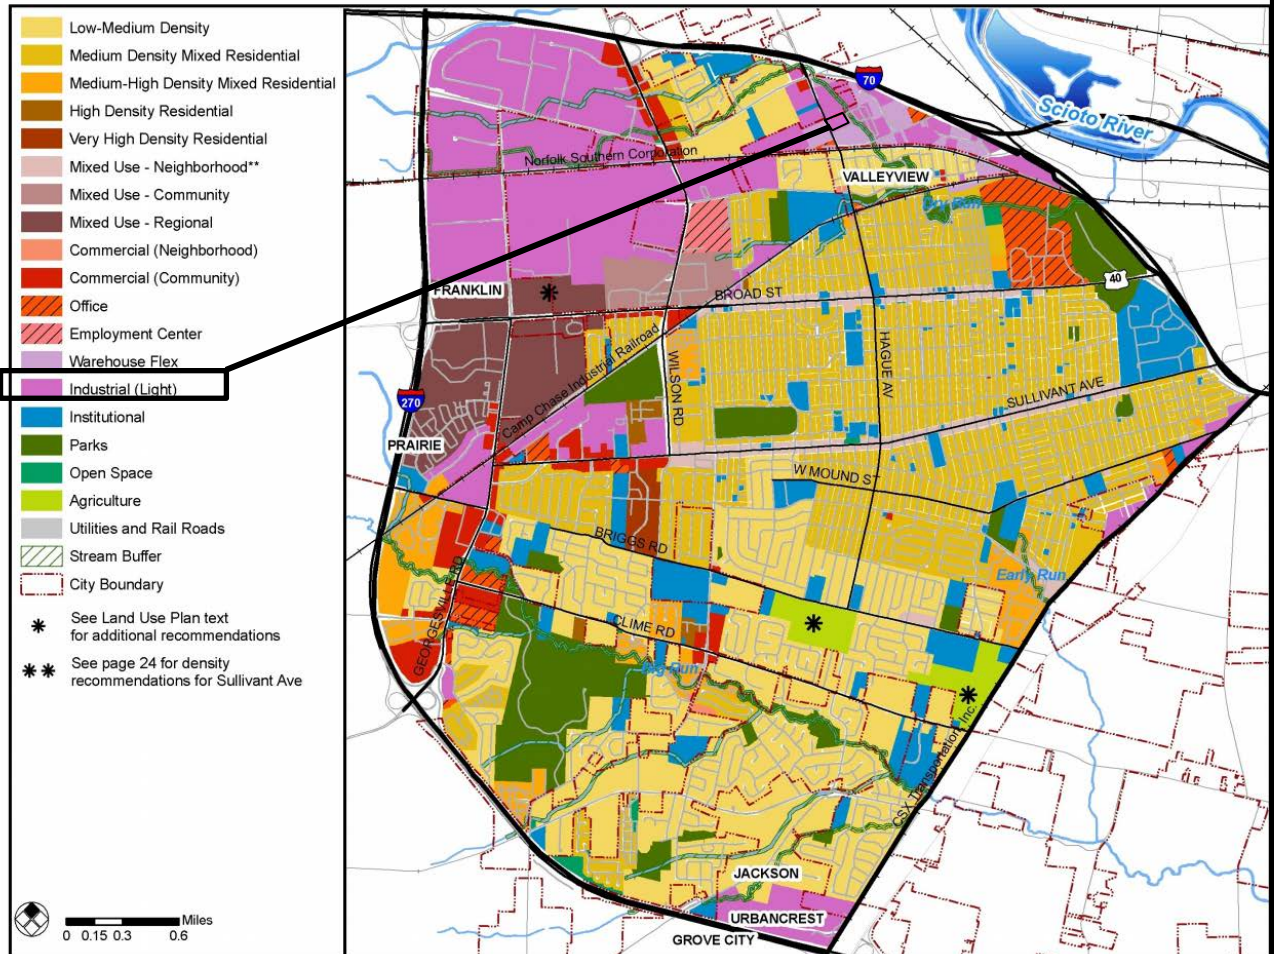 Low-Medium Density
Medium Density Mixed Residential
Medium-High Density Mixed Residential
High Density Residential
Very High Density Residential
Mixed Use - Neighborhood**
Mixed Use - Community
Mixed Use - Regional
Commercial (Neighborhood)
Commercial (Community)
Office
Employment Center
Warehouse Flex
Industrial (Light)
Institutional
Parks
Open Space
Agriculture
Utilities and Rail Roads
Stream Buffer
City Boundary
* See Land Use Plan text
for additional recommendations
** See page 24 for density
recommendations for Sullivant Ave
Miles
0 0.15 0.3 0.6
70
Scioto River
Norfolk Southern Corporation
VALLEYVIEW
Dry Run
40
FRANKLIN
BROAD ST
HAGUE AV
WILSON RD
Camp Chase Industrial Railroad
SULLIVANT AVE
270
PRAIRIE
W MOUND ST
BRIGGS RD
Early Run
GEORGESVILLE RD
CLIME RD
Big Run
CSX Transportation, Inc.
JACKSON
URBANCREST
GROVE CITY